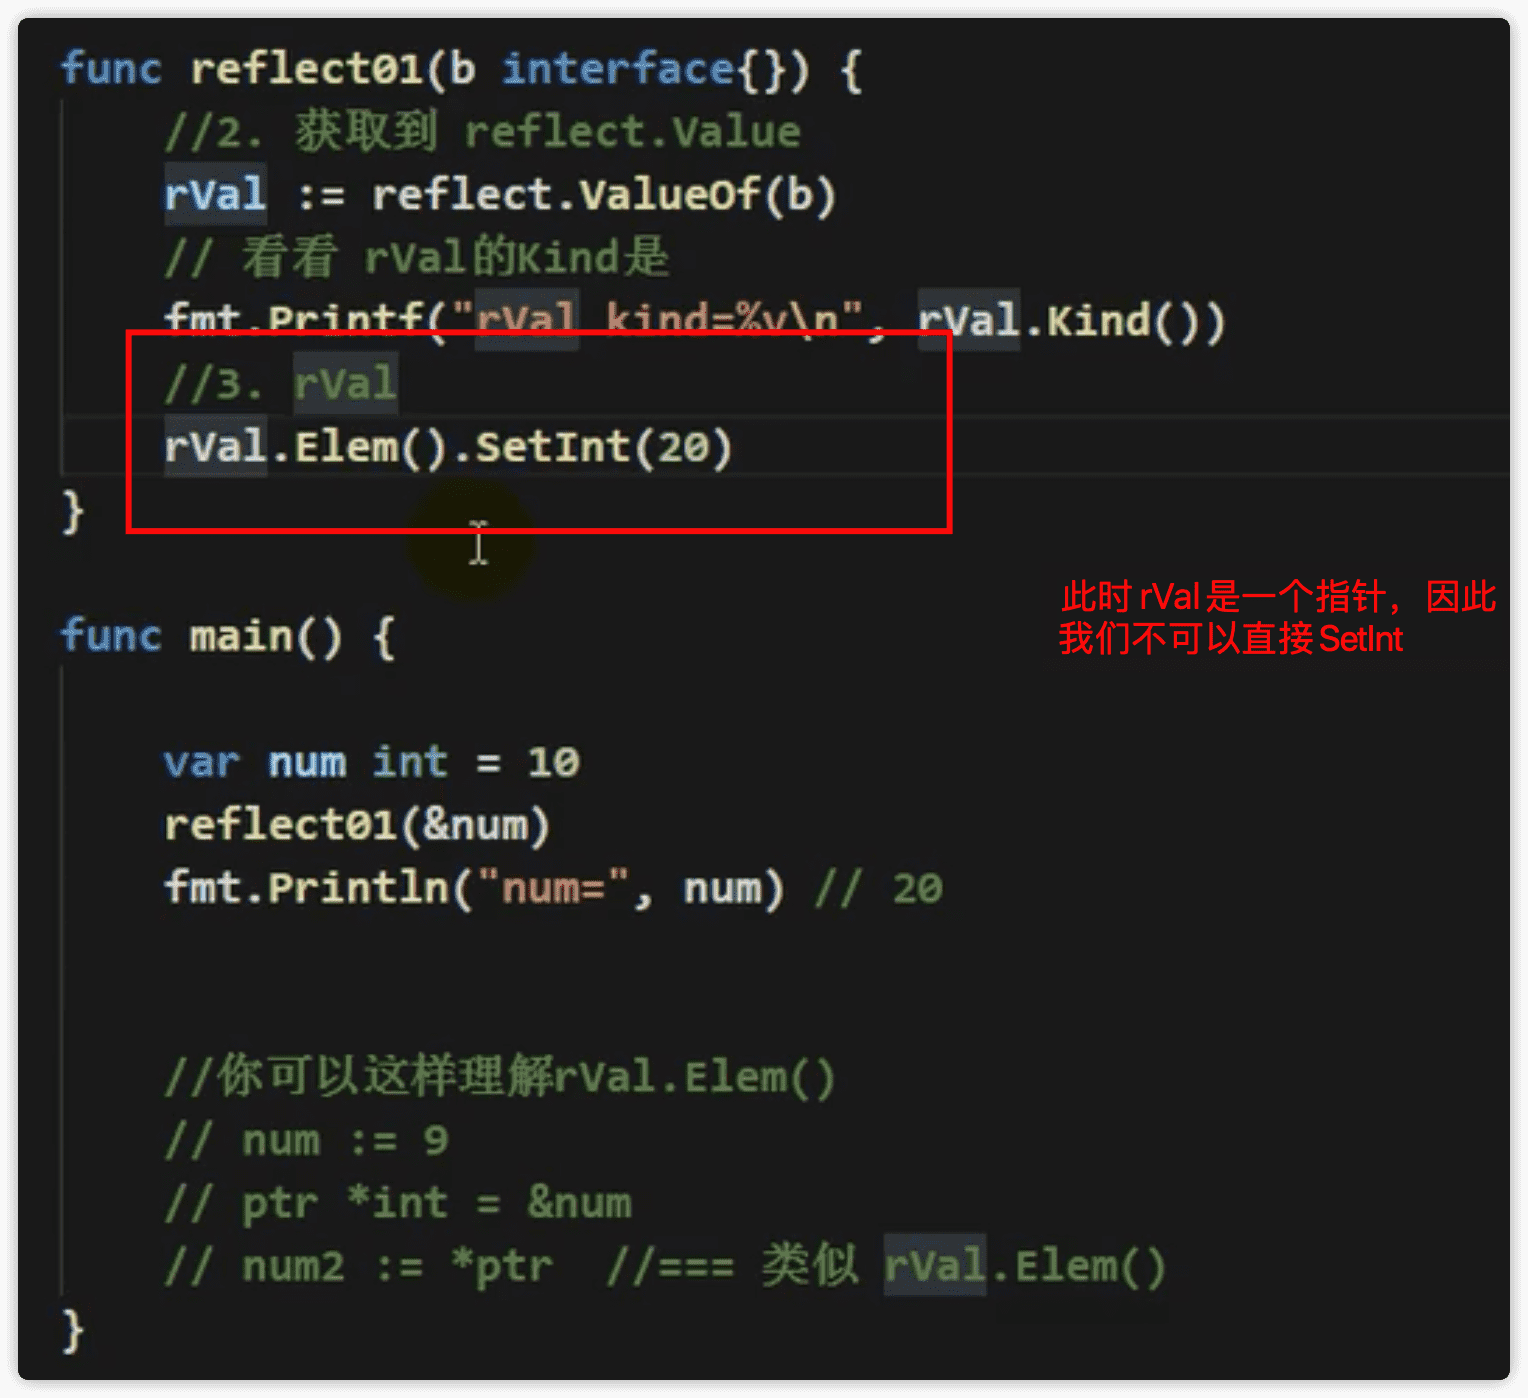 func reflect01(b interface{}) {
//2. 获取到 reflect.Value
rVal := reflect.ValueOf(b)
// 看看 rVal的Kind是
fmt.Printf("rVal kind=%v\n", rVal.Kind())
//3. rVal
rVal.Elem().SetInt(20)
}
此时 rVal 是一个指针，因此
我们不可以直接 SetInt
func main() {
var num int = 10
reflect01(&num)
fmt.Println("num=", num) // 20
//你可以这样理解rVal.Elem()
// num := 9
// ptr *int = &num
// num2 := *ptr  //=== 类似 rVal.Elem()
}